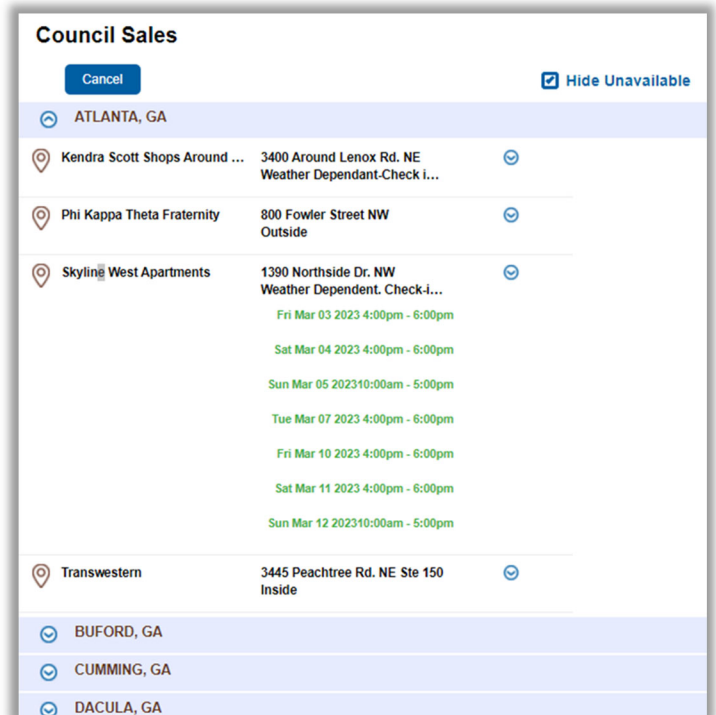 Council Sales
Cancel
Hide Unavailable
ATLANTA, GA
Kendra Scott Shops Around ... 3400 Around Lenox Rd. NE
Weather Dependant-Check i...
Phi Kappa Theta Fraternity 800 Fowler Street NW
Outside
Skyline West Apartments 1390 Northside Dr. NW
Weather Dependent. Check-i...
Fri Mar 03 2023 4:00pm - 6:00pm
Sat Mar 04 2023 4:00pm - 6:00pm
Sun Mar 05 202310:00am - 5:00pm
Tue Mar 07 2023 4:00pm - 6:00pm
Fri Mar 10 2023 4:00pm - 6:00pm
Sat Mar 11 2023 4:00pm - 6:00pm
Sun Mar 12 202310:00am - 5:00pm
Transwestern 3445 Peachtree Rd. NE Ste 150
Inside
BUFORD, GA
CUMMING, GA
DACULA, GA